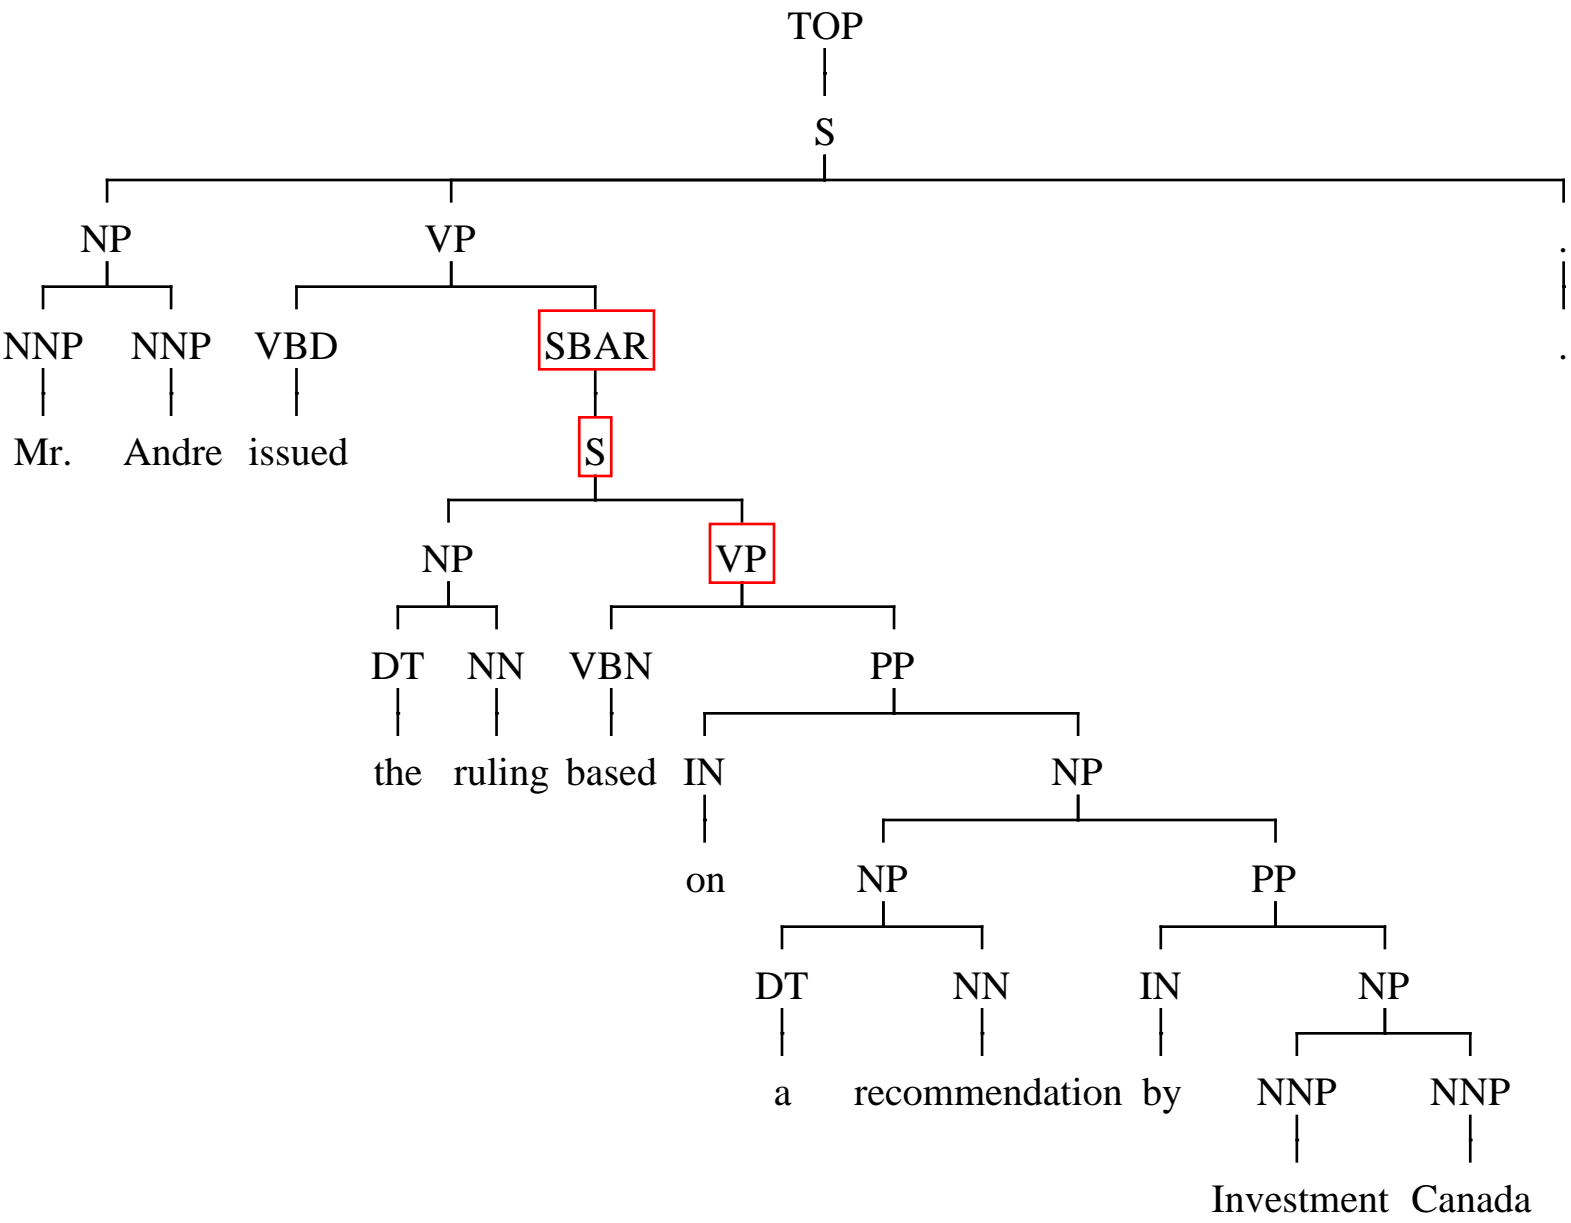 TOP
S
NP VP .
NNP NNP VBD SBAR .
Mr. Andre issued S
NP VP
DT NN VBN PP
the ruling based IN NP
on NP PP
DT NN IN NP
a recommendation by NNP NNP
Investment Canada